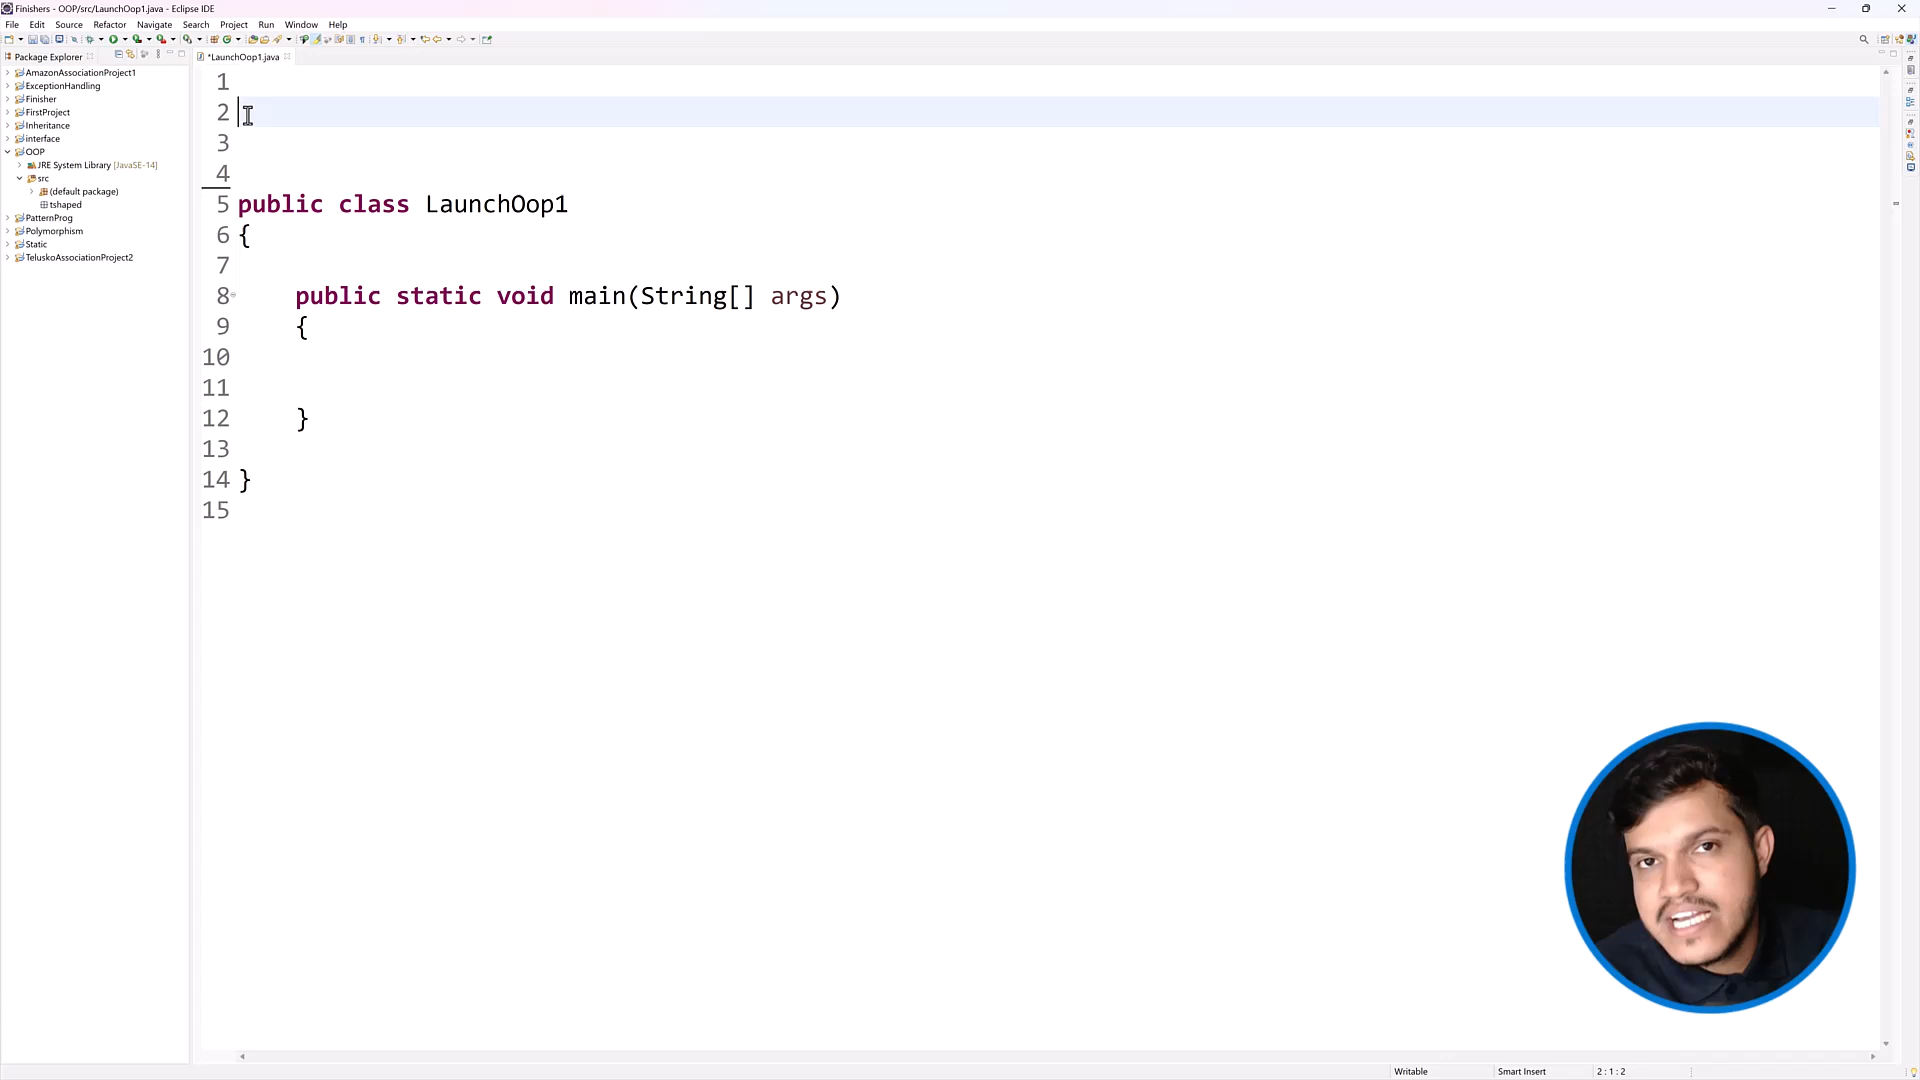 Finishers - OOP/src/LaunchOop1.java - Eclipse IDE
File Edit Source Refactor Navigate Search Project Run Window Help
Package Explorer
*LaunchOop1.java
AmazonAssociationProject1
ExceptionHandling
Finisher
FirstProject
Inheritance
interface
OOP
JRE System Library [JavaSE-14]
src
(default package)
tshaped
PatternProg
Polymorphism
Static
TeluskoAssociationProject2
1
2
3
4
5 public class LaunchOop1
6 {
7
8 public static void main(String[] args)
9 {
10
11
12 }
13
14 }
15
Writable Smart Insert 2 : 1 : 2